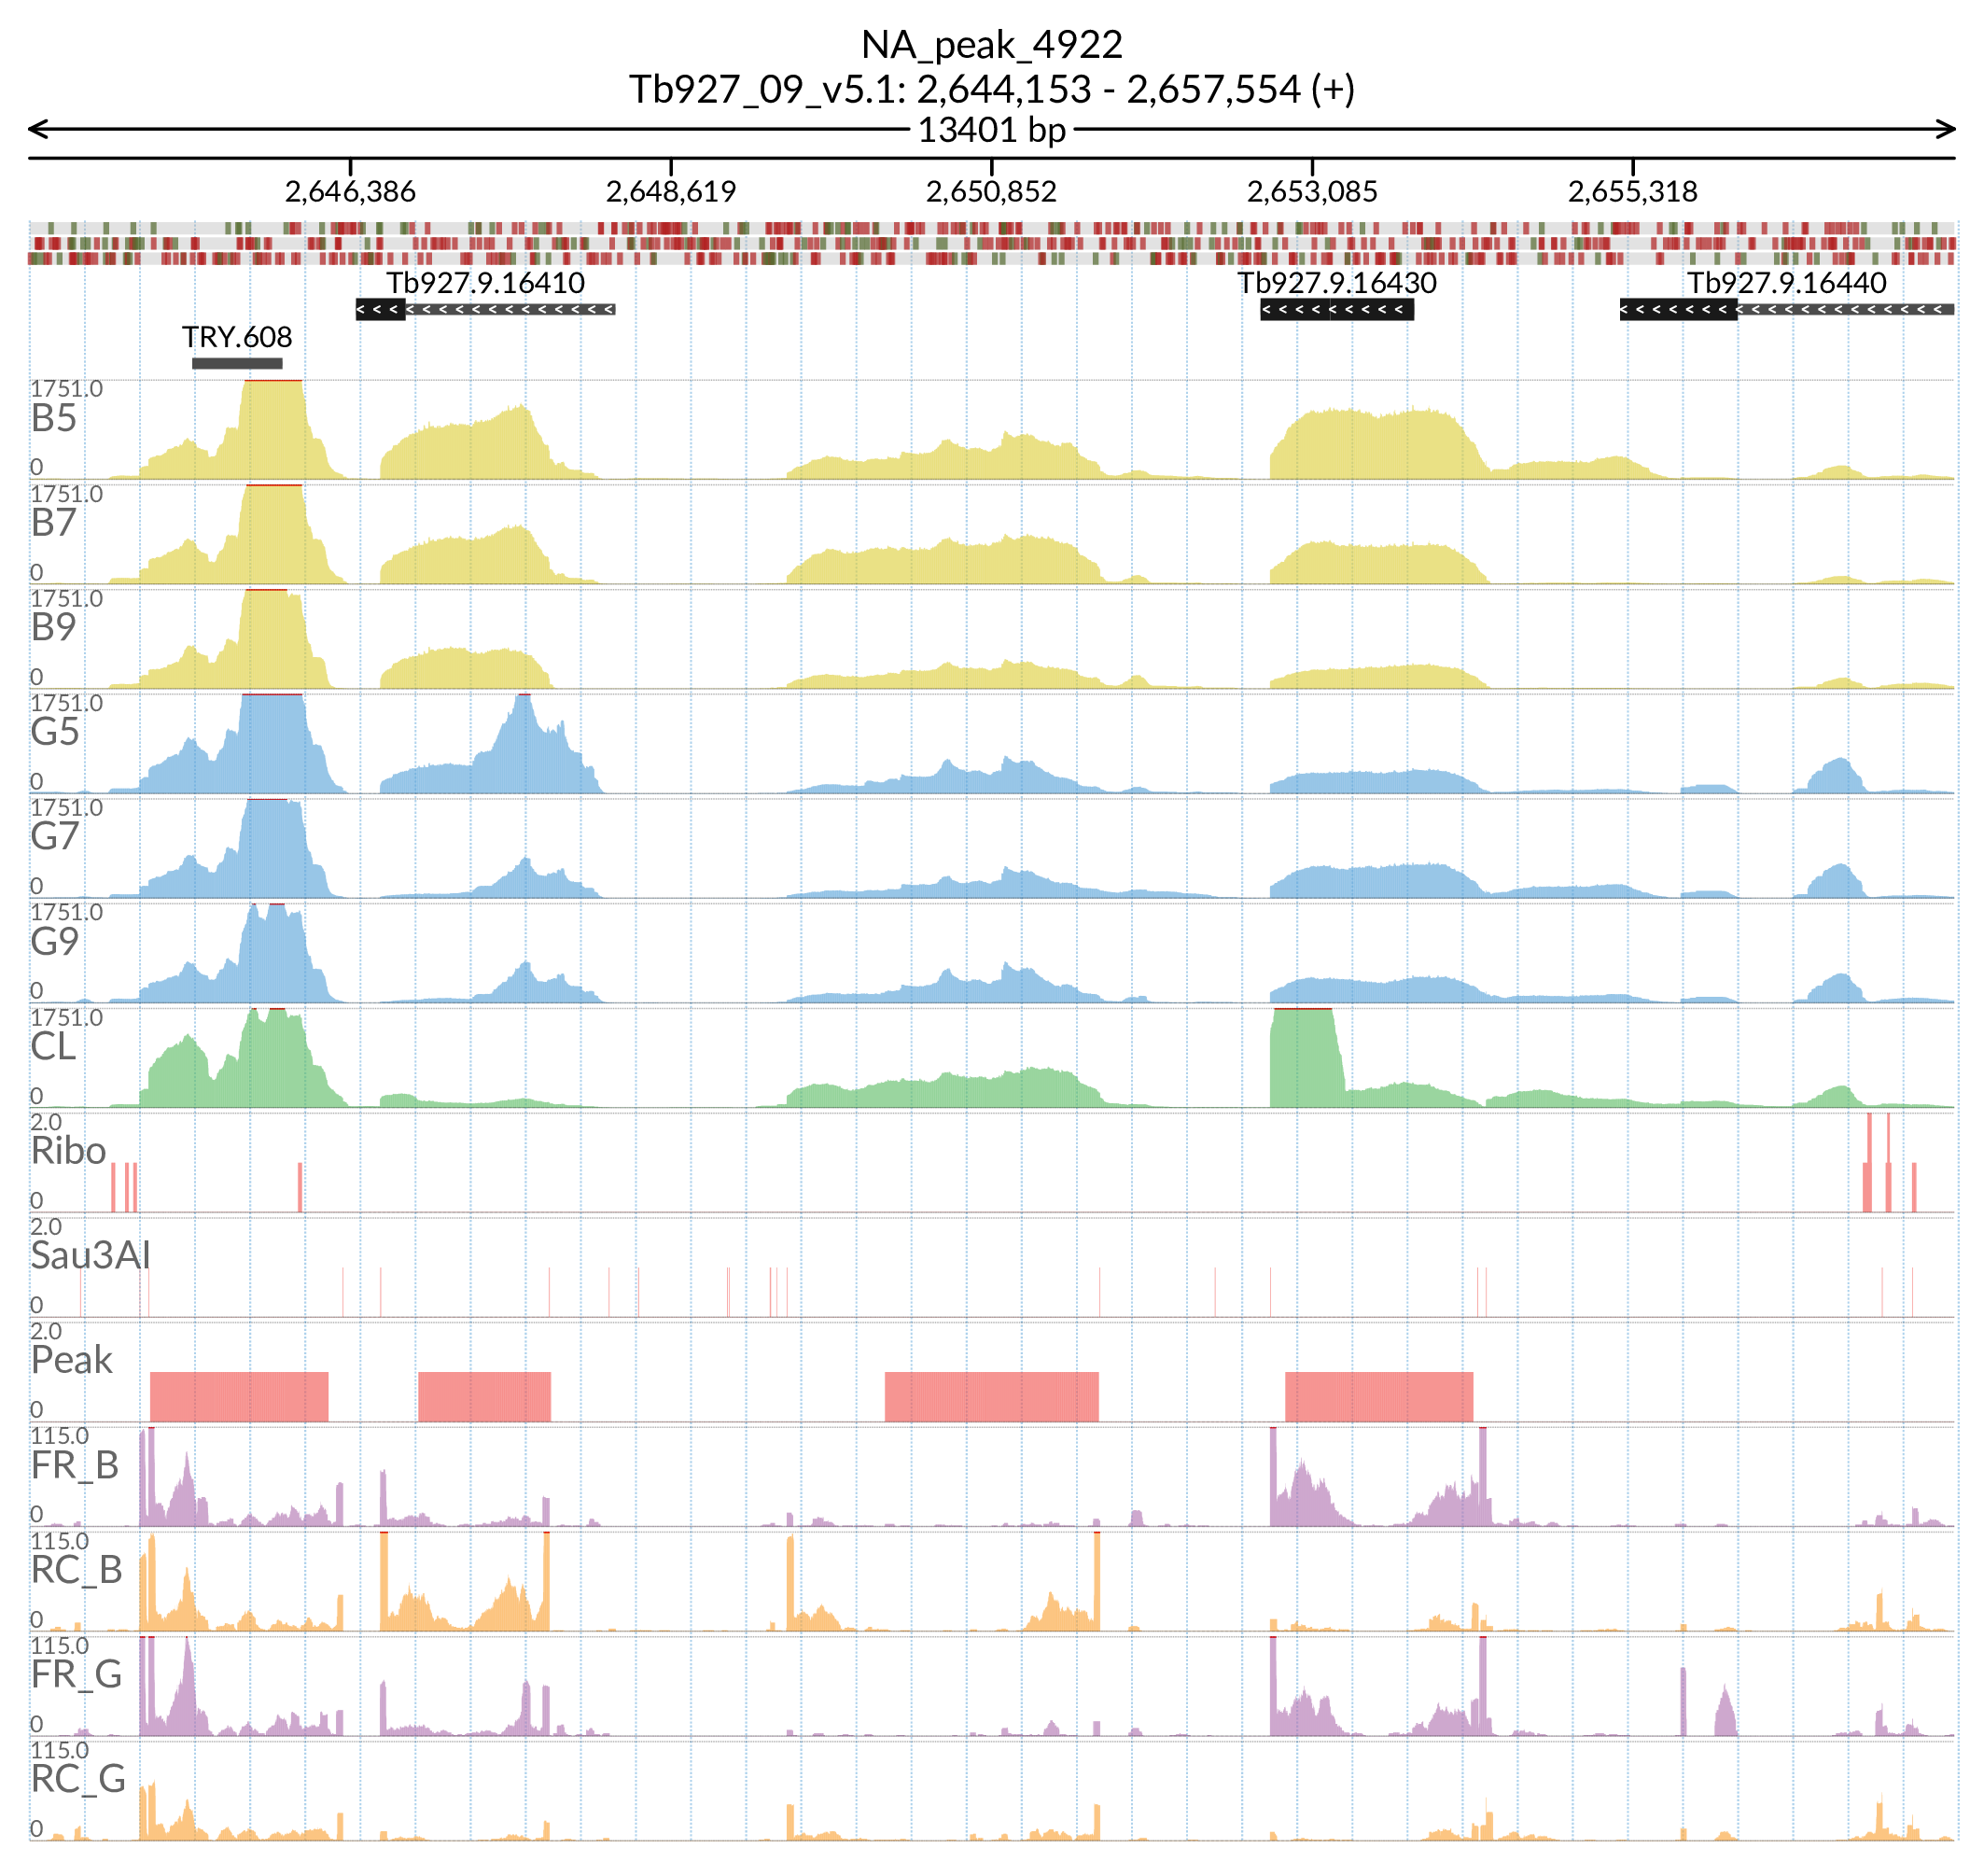 NA_peak_4922
Tb927_09_v5.1: 2,644,153 - 2,657,554 (+)
13401 bp
2,646,386 2,648,619 2,650,852 2,653,085 2,655,318
Tb927.9.16410 Tb927.9.16430 Tb927.9.16440
TRY.608
1751.0
B5
0
1751.0
B7
0
1751.0
B9
0
1751.0
G5
0
1751.0
G7
0
1751.0
G9
0
1751.0
CL
0
2.0
Ribo
0
2.0
Sau3AI
0
2.0
Peak
0
115.0
FR_B
0
115.0
RC_B
0
115.0
FR_G
0
115.0
RC_G
0